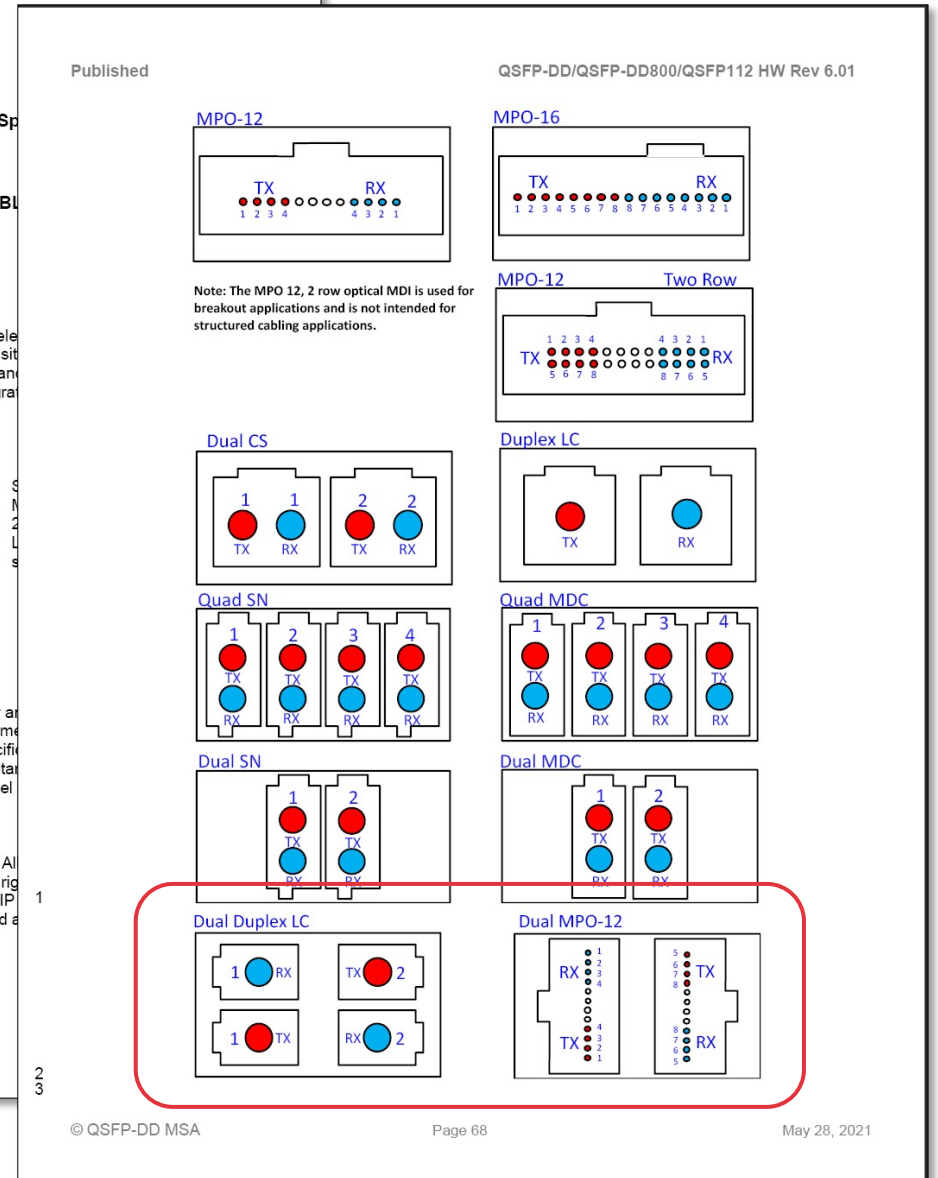 Published QSFP-DD/QSFP-DD800/QSFP112 HW Rev 6.01
MPO-12 MPO-16
TX RX
1 2 3 4 4 3 2 1
TX RX
1 2 3 4 5 6 7 8 8 7 6 5 4 3 2 1
Note: The MPO 12, 2 row optical MDI is used for
breakout applications and is not intended for
structured cabling applications.
MPO-12 Two Row
1 2 3 4 4 3 2 1
TX RX
5 6 7 8 8 7 6 5
Dual CS Duplex LC
1 1 2 2
TX RX TX RX
TX RX
Quad SN Quad MDC
1 2 3 4
TX TX TX TX
RX RX RX RX
1 2 3 4
TX TX TX TX
RX RX RX RX
Dual SN Dual MDC
1 2
TX TX
RX RX
1 2
TX TX
RX RX
1
Dual Duplex LC Dual MPO-12
1 RX TX 2
1 TX RX 2
RX 1 2 3 4
TX 4 3 2 1
5 6 7 8 TX
8 7 6 5 RX
2
3
© QSFP-DD MSA Page 68 May 28, 2021